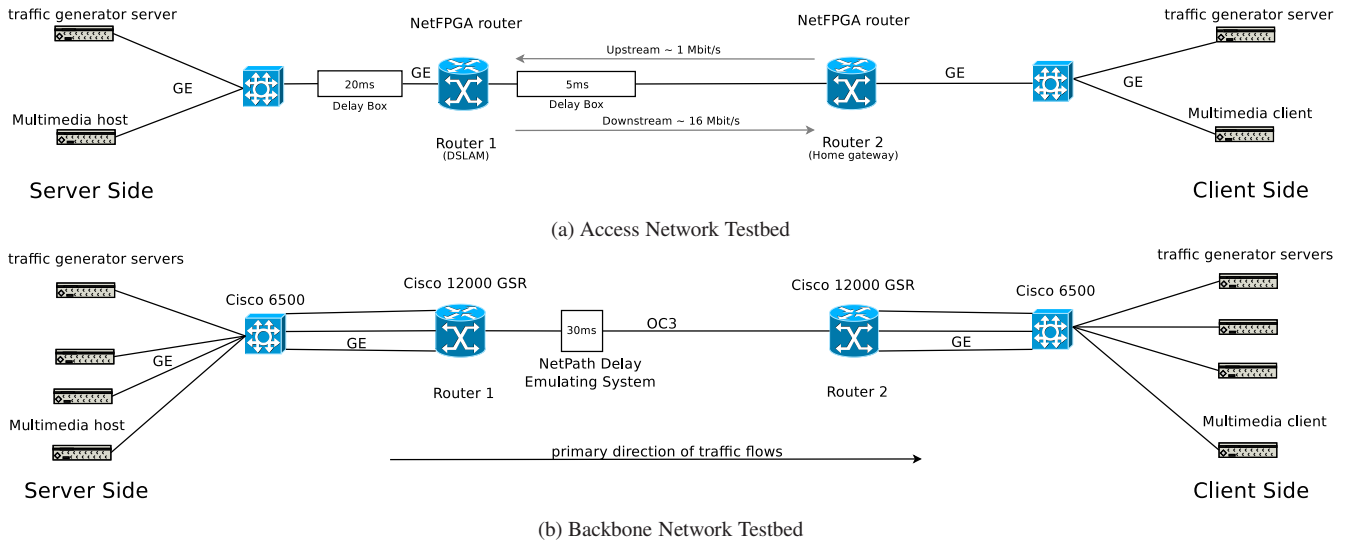 traffic generator server
NetFPGA router
NetFPGA router
traffic generator server
Upstream ~ 1 Mbit/s
GE
20ms
GE
5ms
GE
GE
Delay Box
Delay Box
Multimedia host
Downstream ~ 16 Mbit/s
Multimedia client
Router 1
(DSLAM)
Router 2
(Home gateway)
Server Side
Client Side
(a) Access Network Testbed
traffic generator servers
traffic generator servers
Cisco 12000 GSR
Cisco 12000 GSR
Cisco 6500
Cisco 6500
30ms
OC3
GE
GE
GE
NetPath Delay
Emulating System
Router 1
Router 2
Multimedia host
Multimedia client
primary direction of traffic flows
Server Side
Client Side
(b) Backbone Network Testbed